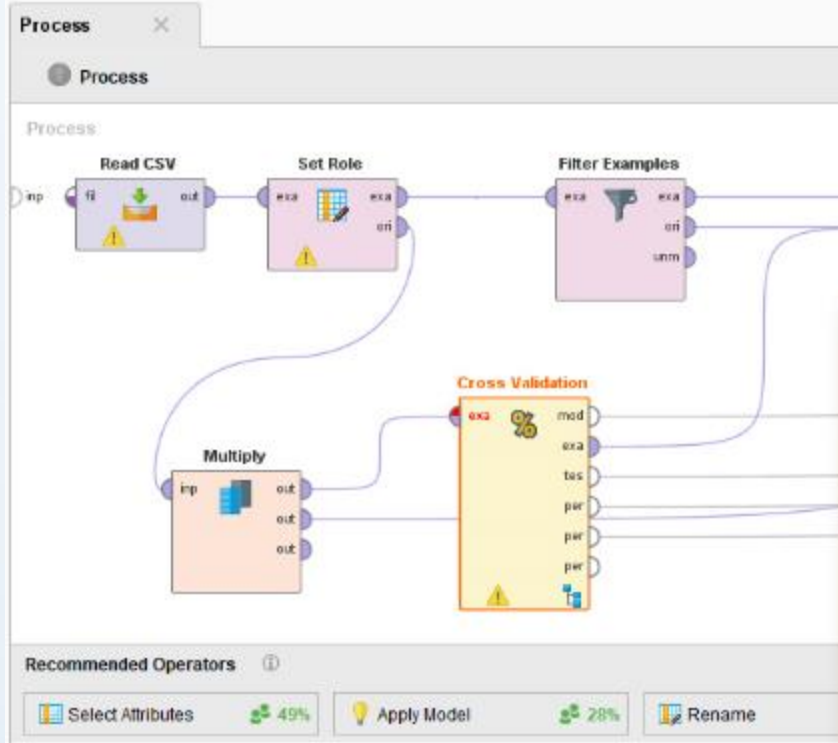 Process
Process
Process
Read CSV
Set Role
Filter Examples
inp
fil
out
exa
exa
ori
exa
exa
ori
unm
Cross Validation
exa
mod
exa
tes
per
per
per
Multiply
inp
out
out
out
Recommended Operators
Select Attributes
49%
Apply Model
28%
Rename